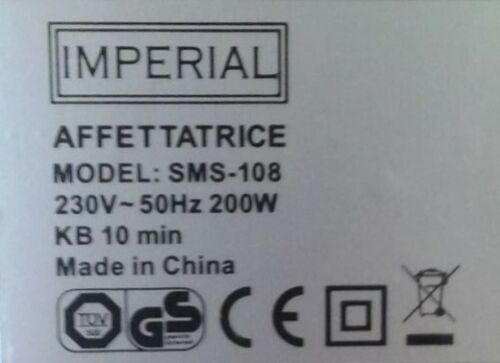 IMPERIAL
AFFETTATRICE
MODEL: SMS-108
230V~50Hz 200W
KB 10 min
Made in China
TÜV GS CE